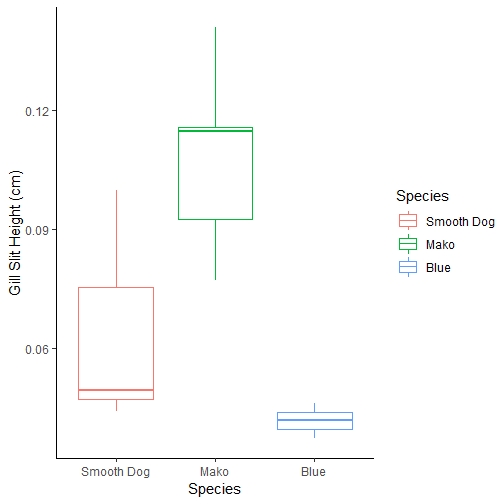 0.12
0.09
0.06
Gill Slit Height (cm)
Smooth Dog
Mako
Blue
Species
Species
Smooth Dog
Mako
Blue